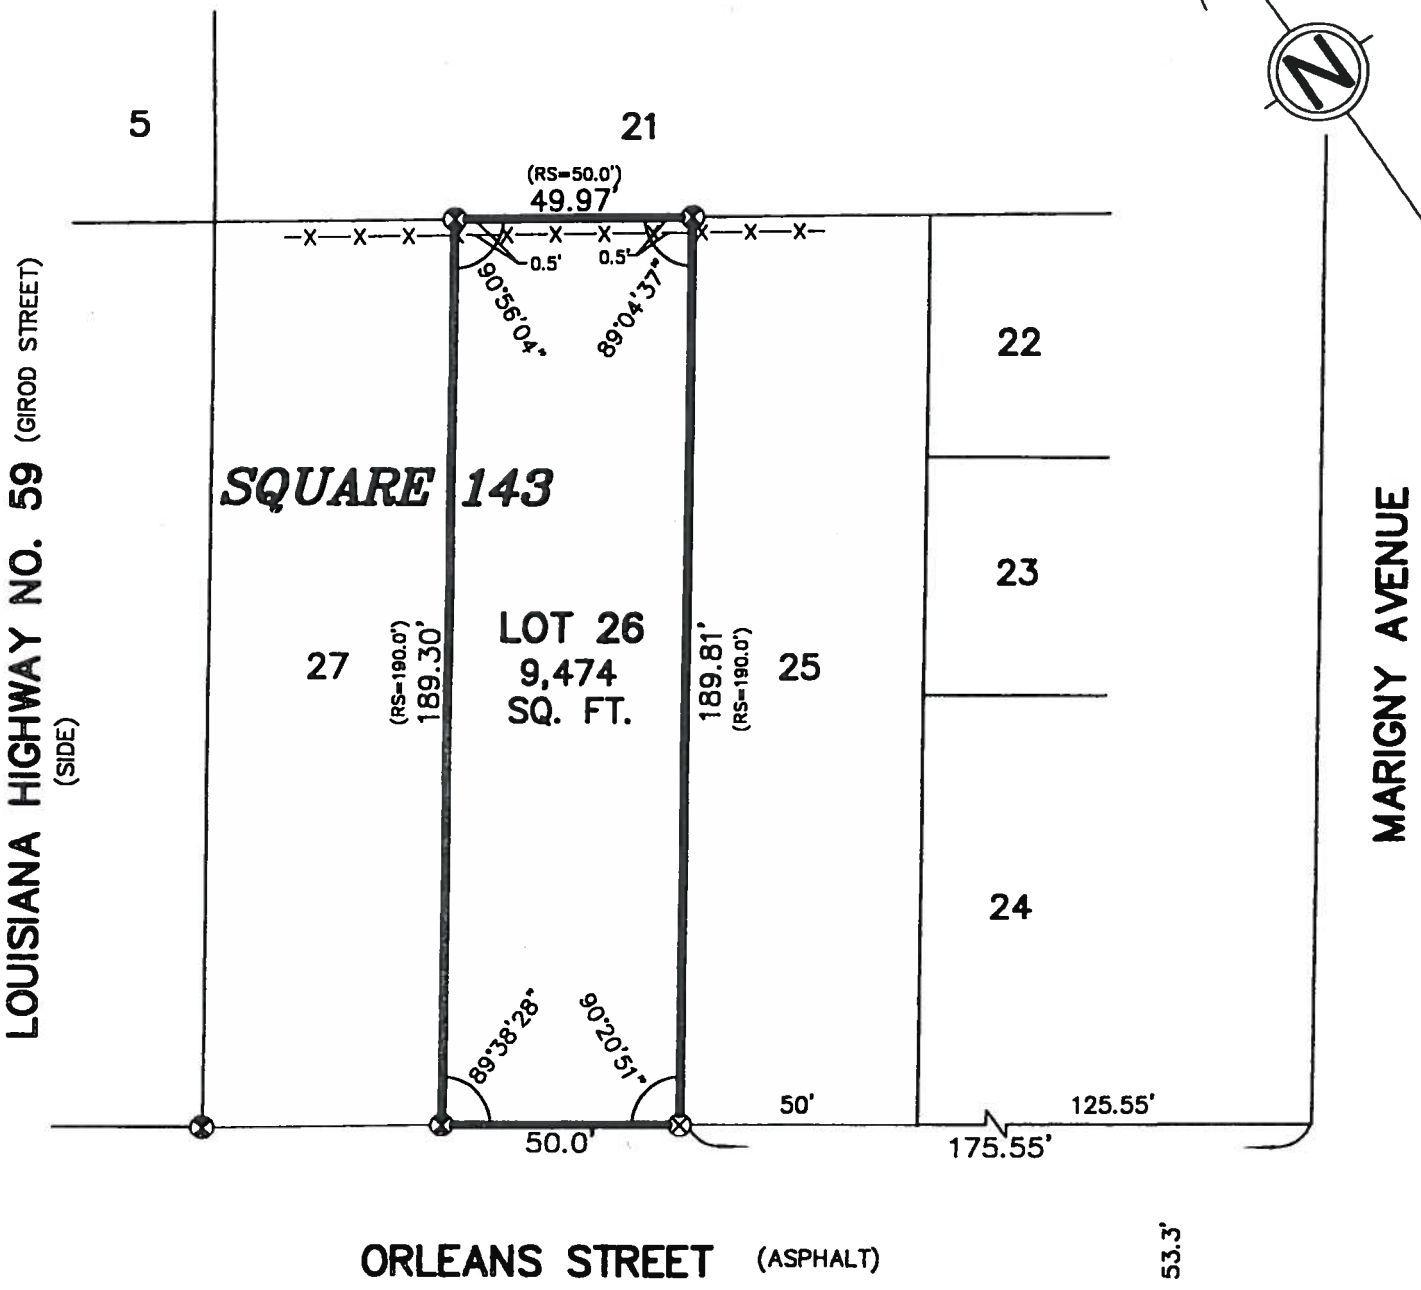 N
5
21
(RS=50.0')
49.97'
-X-X-X-X-X-X-X-X-X-X-X-
0.5'
0.5'
90°56'04"
89°04'37"
22
LOUISIANA HIGHWAY NO. 59 (GIROD STREET)
(SIDE)
SQUARE 143
23
MARIGNY AVENUE
27
(RS=190.0')
189.30'
LOT 26
9,474
SQ. FT.
189.81'
(RS=190.0')
25
24
89°38'28"
90°20'51"
50'
125.55'
50.0'
175.55'
53.3'
ORLEANS STREET (ASPHALT)